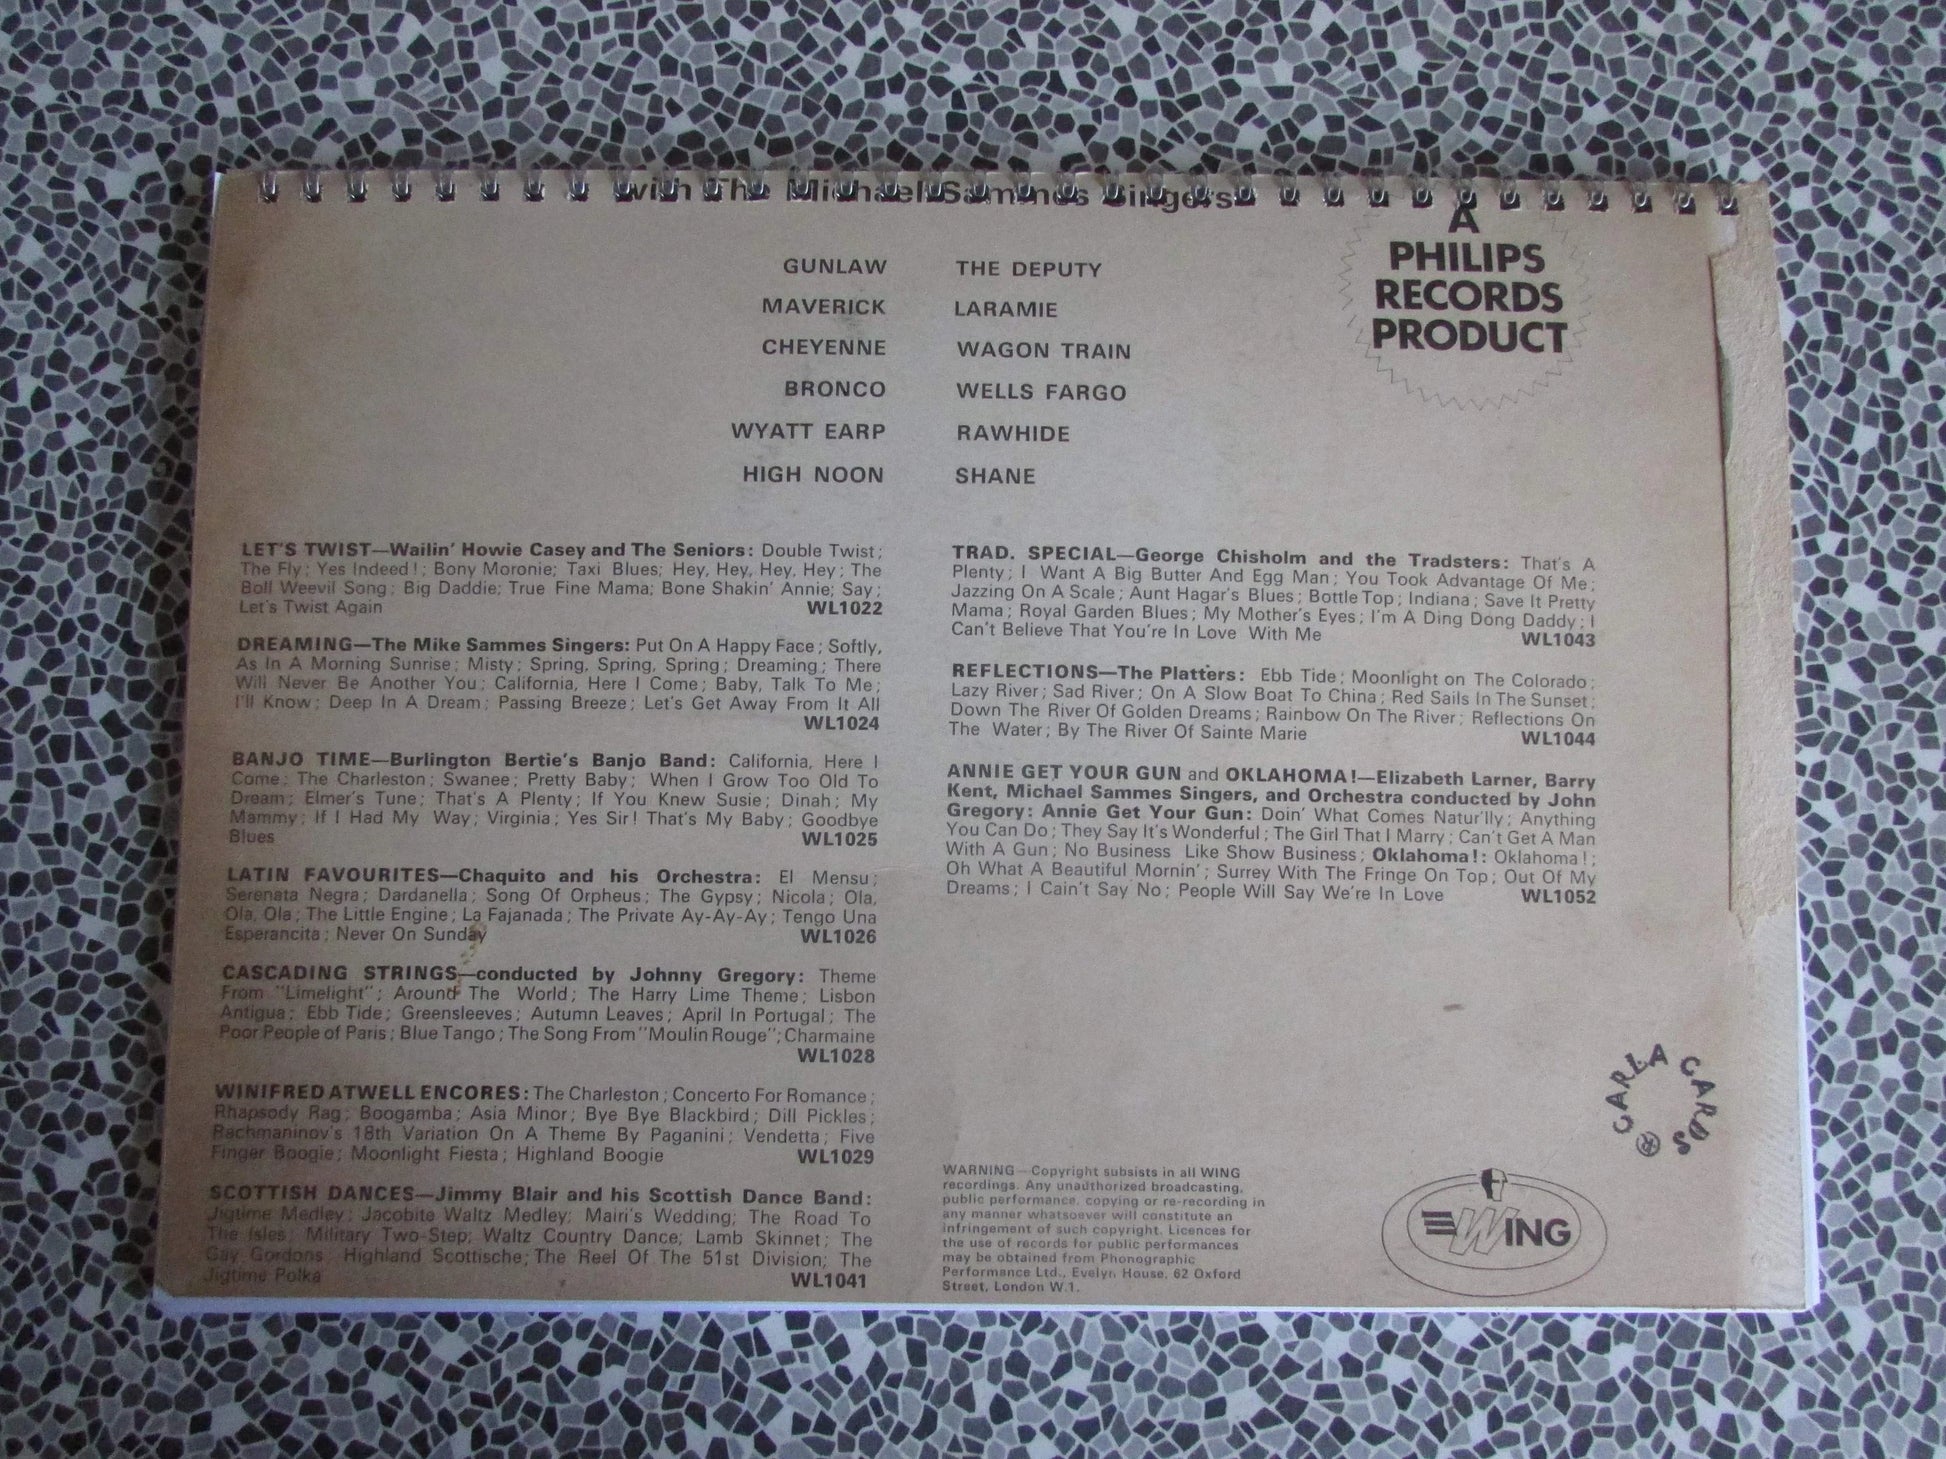 with The Michael Sammes Singers
A
PHILIPS
RECORDS
PRODUCT
GUNLAW THE DEPUTY
MAVERICK LARAMIE
CHEYENNE WAGON TRAIN
BRONCO WELLS FARGO
WYATT EARP RAWHIDE
HIGH NOON SHANE
LET'S TWIST—Wailin' Howie Casey and The Seniors: Double Twist;
The Fly; Yes Indeed!; Bony Moronie; Taxi Blues; Hey, Hey, Hey, Hey; The
Boll Weevil Song; Big Daddie; True Fine Mama; Bone Shakin' Annie; Say;
Let's Twist Again WL1022
DREAMING—The Mike Sammes Singers: Put On A Happy Face; Softly,
As In A Morning Sunrise; Misty; Spring, Spring, Spring; Dreaming; There
Will Never Be Another You; California, Here I Come; Baby, Talk To Me;
I'll Know; Deep In A Dream; Passing Breeze; Let's Get Away From It All
WL1024
BANJO TIME—Burlington Bertie's Banjo Band: California, Here I
Come; The Charleston; Swanee; Pretty Baby; When I Grow Too Old To
Dream; Elmer's Tune; That's A Plenty; If You Knew Susie; Dinah; My
Mammy; If I Had My Way; Virginia; Yes Sir! That's My Baby; Goodbye
Blues WL1025
LATIN FAVOURITES—Chaquito and his Orchestra: El Mensu;
Serenata Negra; Dardanella; Song Of Orpheus; The Gypsy; Nicola; Ola,
Ola, Ola; The Little Engine; La Fajanada; The Private Ay-Ay-Ay; Tengo Una
Esperancita; Never On Sunday WL1026
CASCADING STRINGS—conducted by Johnny Gregory: Theme
From "Limelight"; Around The World; The Harry Lime Theme; Lisbon
Antigua; Ebb Tide; Greensleeves; Autumn Leaves; April In Portugal; The
Poor People of Paris; Blue Tango; The Song From "Moulin Rouge"; Charmaine
WL1028
WINIFRED ATWELL ENCORES: The Charleston; Concerto For Romance;
Rhapsody Rag; Boogamba; Asia Minor; Bye Bye Blackbird; Dill Pickles;
Rachmaninov's 18th Variation On A Theme By Paganini; Vendetta; Five
Finger Boogie; Moonlight Fiesta; Highland Boogie WL1029
SCOTTISH DANCES—Jimmy Blair and his Scottish Dance Band:
Jigtime Medley; Jacobite Waltz Medley; Mairi's Wedding; The Road To
The Isles; Military Two-Step; Waltz Country Dance; Lamb Skinnet; The
Gay Gordons; Highland Scottische; The Reel Of The 51st Division; The
Jigtime Polka WL1041
TRAD. SPECIAL—George Chisholm and the Tradsters: That's A
Plenty; I Want A Big Butter And Egg Man; You Took Advantage Of Me;
Jazzing On A Scale; Aunt Hagar's Blues; Bottle Top; Indiana; Save It Pretty
Mama; Royal Garden Blues; My Mother's Eyes; I'm A Ding Dong Daddy; I
Can't Believe That You're In Love With Me WL1043
REFLECTIONS—The Platters: Ebb Tide; Moonlight on The Colorado;
Lazy River; Sad River; On A Slow Boat To China; Red Sails In The Sunset;
Down The River Of Golden Dreams; Rainbow On The River; Reflections On
The Water; By The River Of Sainte Marie WL1044
ANNIE GET YOUR GUN and OKLAHOMA!—Elizabeth Larner, Barry
Kent, Michael Sammes Singers, and Orchestra conducted by John
Gregory: Annie Get Your Gun: Doin' What Comes Natur'lly; Anything
You Can Do; They Say It's Wonderful; The Girl That I Marry; Can't Get A Man
With A Gun; No Business Like Show Business; Oklahoma!: Oklahoma!;
Oh What A Beautiful Mornin'; Surrey With The Fringe On Top; Out Of My
Dreams; I Cain't Say No; People Will Say We're In Love WL1052
CARLA CARDS ®
WARNING—Copyright subsists in all WING
recordings. Any unauthorized broadcasting,
public performance, copying or re-recording in
any manner whatsoever will constitute an
infringement of such copyright. Licences for
the use of records for public performances
may be obtained from Phonographic
Performance Ltd., Evelyn House, 62 Oxford
Street, London W.1.
WING